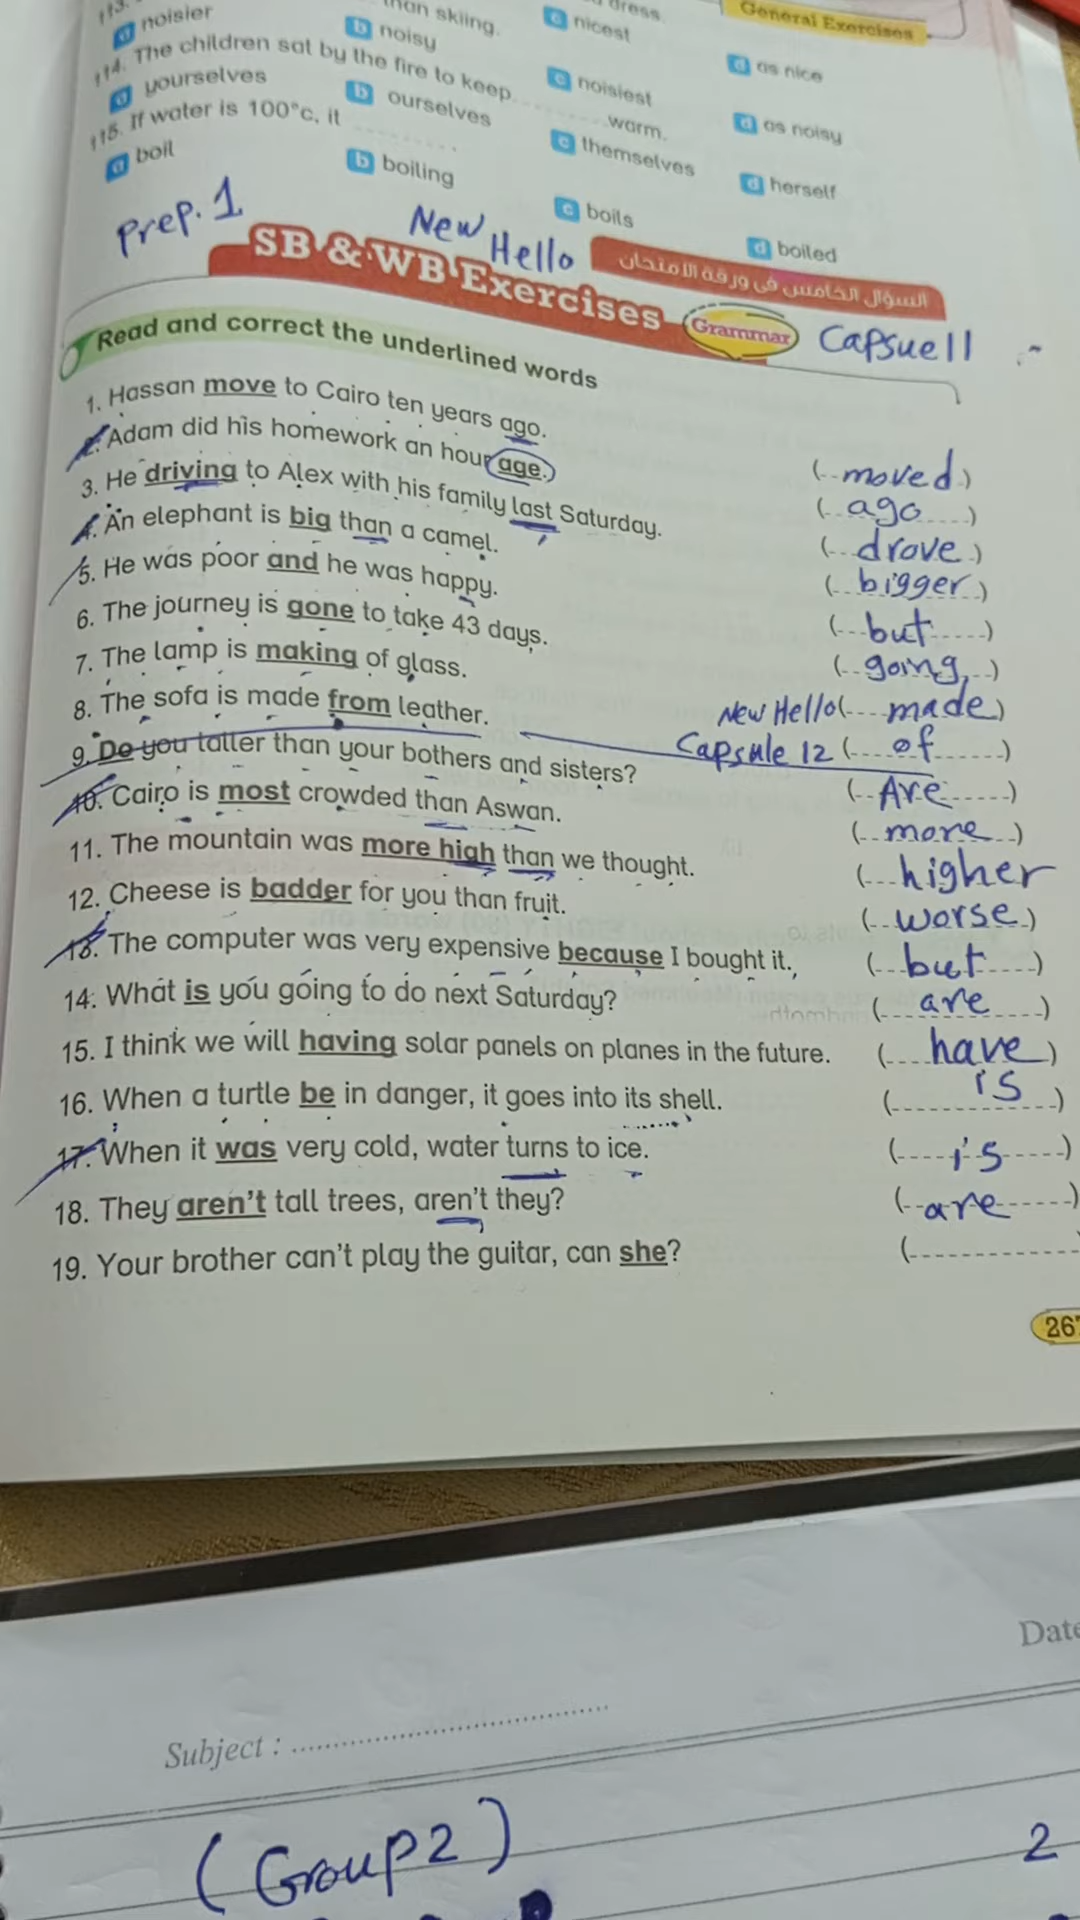 113.
a noisier
b noisy
than skiing.
dress.
c nicest
General Exercises
d as nice
c noisiest
d as noisy
114. The children sat by the fire to keep ........ warm.
a yourselves
b ourselves
c themselves
d herself
115. If water is 100°c, it ........
a boil
b boiling
c boils
d boiled
Prep. 1
New Hello
SB & WB Exercises
السؤال الخامس في ورقة الامتحان
Grammar
Capsuell
Read and correct the underlined words
1. Hassan move to Cairo ten years ago. (moved)
2. Adam did his homework an hour age. (ago)
3. He driving to Alex with his family last Saturday. (drove)
4. An elephant is big than a camel. (bigger)
5. He was poor and he was happy. (but)
6. The journey is gone to take 43 days. (going)
7. The lamp is making of glass. New Hello (made)
8. The sofa is made from leather. Capsule 12 (of)
9. Do you taller than your bothers and sisters? (Are)
10. Cairo is most crowded than Aswan. (more)
11. The mountain was more high than we thought. (higher
12. Cheese is badder for you than fruit. (worse)
13. The computer was very expensive because I bought it. (but)
14. What is you going to do next Saturday? (are)
15. I think we will having solar panels on planes in the future. (have)
16. When a turtle be in danger, it goes into its shell. (is)
17. When it was very cold, water turns to ice. (is)
18. They aren't tall trees, aren't they? (are)
19. Your brother can't play the guitar, can she? (............
267
Date
Subject : ........
(Group 2)
2